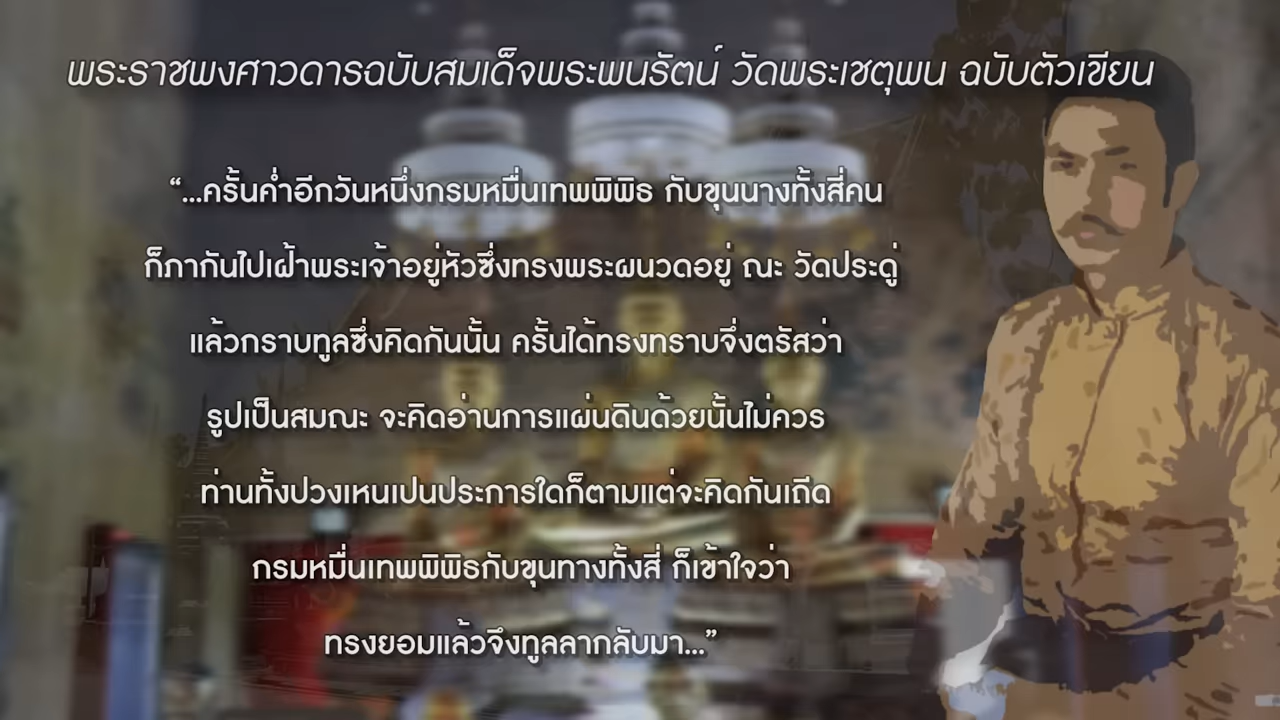 พระราชพงศาวดารฉบับสมเด็จพระพนรัตน์ วัดพระเชตุพน ฉบับตัวเขียน
“...ครั้นค่ำอีกวันหนึ่งกรมหมื่นเทพพิพิธ กับขุนนางทั้งสี่คน
ก็ภากันไปเฝ้าพระเจ้าอยู่หัวซึ่งทรงพระผนวดอยู่ ณะ วัดประดู่
แล้วกราบทูลซึ่งคิดกันนั้น ครั้นได้ทรงทราบจึ่งตรัสว่า
รูปเป็นสมณะ จะคิดอ่านการแผ่นดินด้วยนั้นไม่ควร
ท่านทั้งปวงเหนเปนประการใดก็ตามแต่จะคิดกันเถีด
กรมหมื่นเทพพิพิธกับขุนทางทั้งสี่ ก็เข้าใจว่า
ทรงยอมแล้วจึงทูลลากลับมา...”